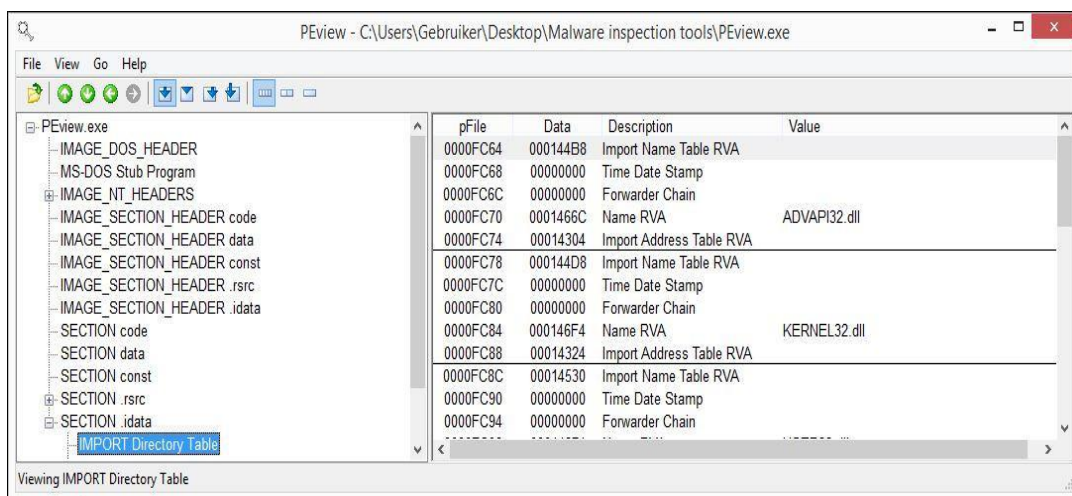 PEview - C:\Users\Gebruiker\Desktop\Malware inspection tools\PEview.exe
File View Go Help
PEview.exe
IMAGE_DOS_HEADER
MS-DOS Stub Program
IMAGE_NT_HEADERS
IMAGE_SECTION_HEADER code
IMAGE_SECTION_HEADER data
IMAGE_SECTION_HEADER const
IMAGE_SECTION_HEADER .rsrc
IMAGE_SECTION_HEADER .idata
SECTION code
SECTION data
SECTION const
SECTION .rsrc
SECTION .idata
IMPORT Directory Table
pFile Data Description Value
0000FC64 000144B8 Import Name Table RVA
0000FC68 00000000 Time Date Stamp
0000FC6C 00000000 Forwarder Chain
0000FC70 0001466C Name RVA ADVAPI32.dll
0000FC74 00014304 Import Address Table RVA
0000FC78 000144D8 Import Name Table RVA
0000FC7C 00000000 Time Date Stamp
0000FC80 00000000 Forwarder Chain
0000FC84 000146F4 Name RVA KERNEL32.dll
0000FC88 00014324 Import Address Table RVA
0000FC8C 00014530 Import Name Table RVA
0000FC90 00000000 Time Date Stamp
0000FC94 00000000 Forwarder Chain
Viewing IMPORT Directory Table